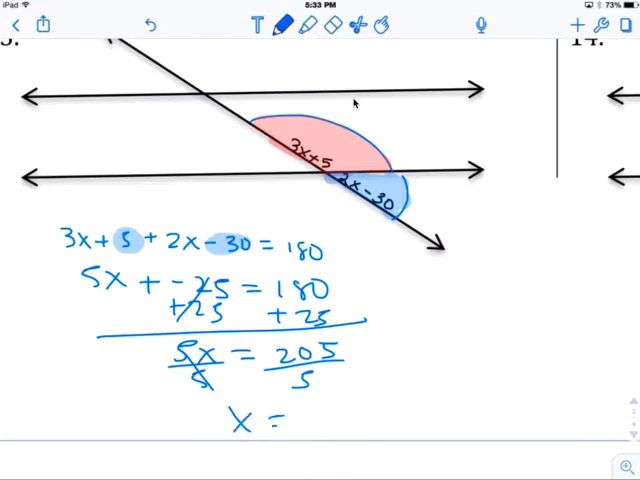 iPad 5:33 PM 73%
T
14.
3x+5
2x-30
3x + 5 + 2x - 30 = 180
5x + - 25 = 180
+25 +25
5x = 205
5 5
x =